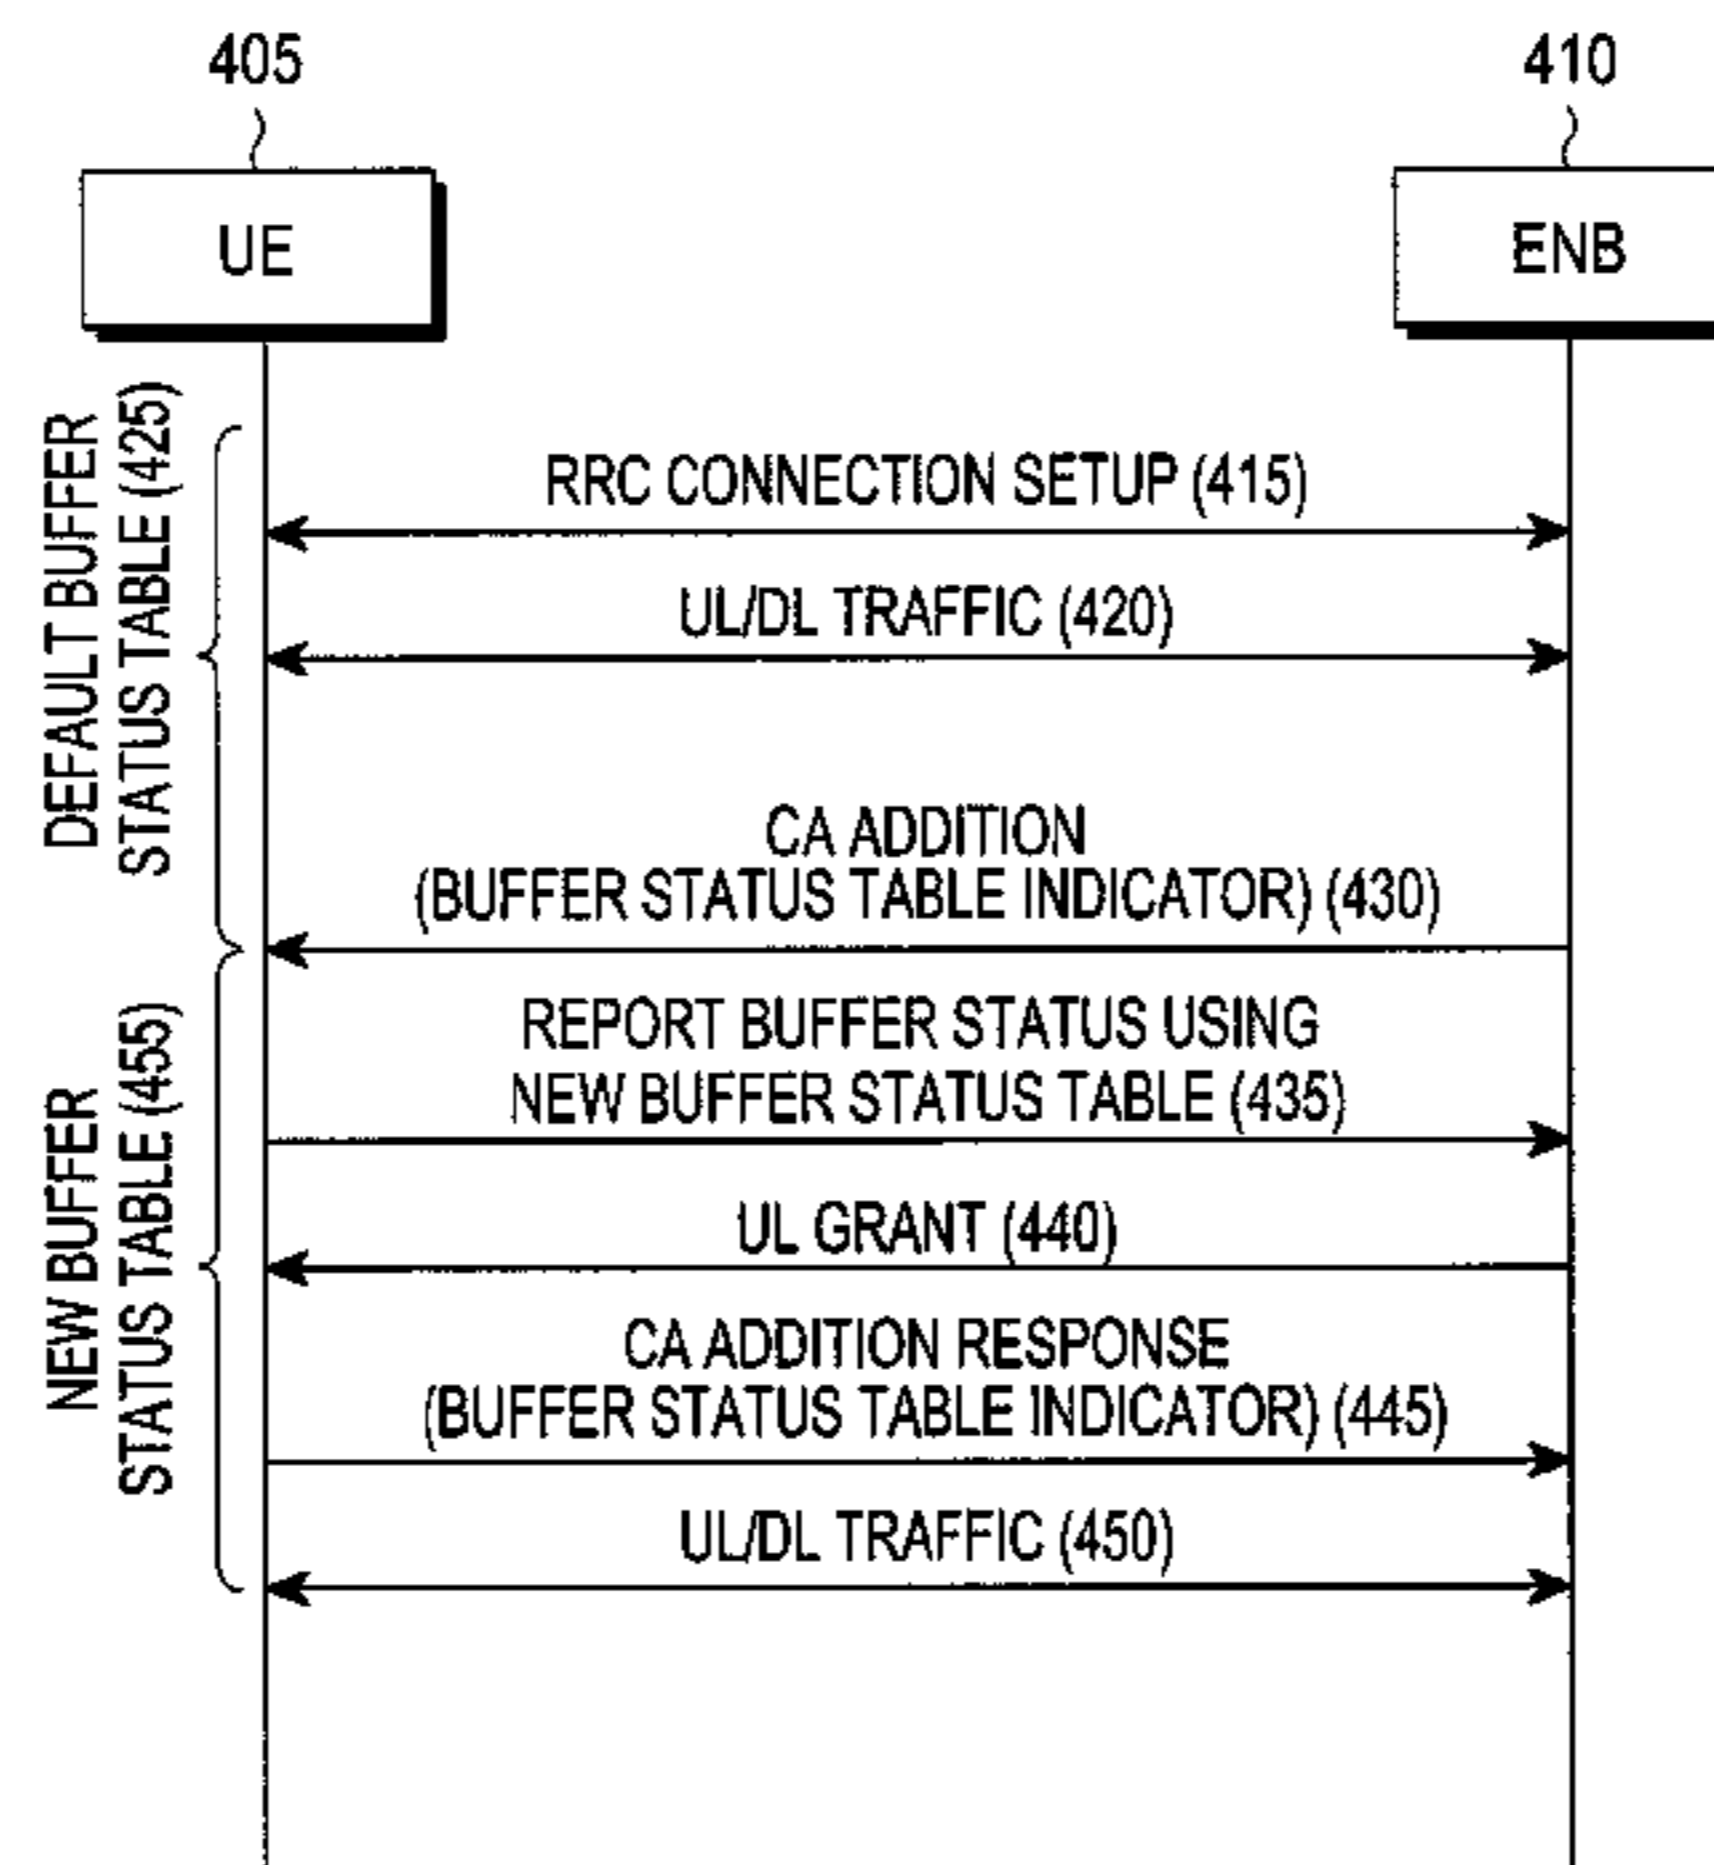 405
410
UE
ENB
DEFAULT BUFFER
STATUS TABLE (425)
RRC CONNECTION SETUP (415)
UL/DL TRAFFIC (420)
CA ADDITION
(BUFFER STATUS TABLE INDICATOR) (430)
NEW BUFFER
STATUS TABLE (455)
REPORT BUFFER STATUS USING
NEW BUFFER STATUS TABLE (435)
UL GRANT (440)
CA ADDITION RESPONSE
(BUFFER STATUS TABLE INDICATOR) (445)
UL/DL TRAFFIC (450)